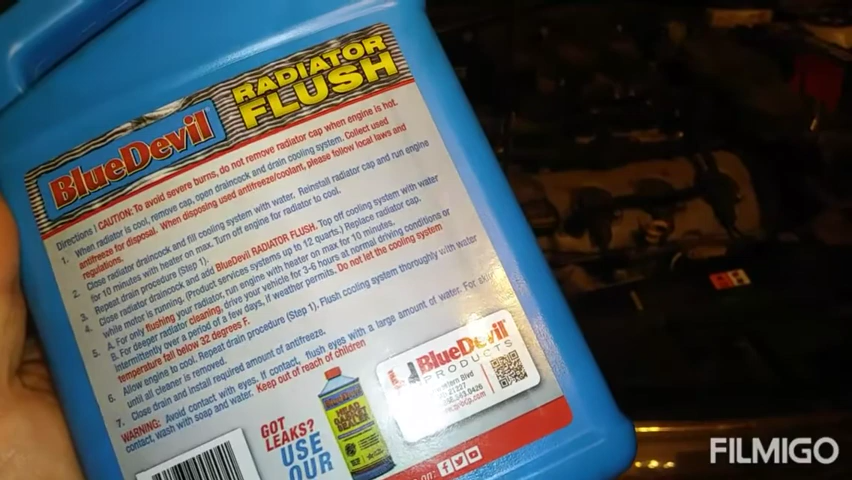 BlueDevil
RADIATOR
FLUSH
Directions | CAUTION: To avoid severe burns, do not remove radiator cap when engine is hot.
1. When radiator is cool, remove cap, open draincock and drain cooling system. Collect used
antifreeze for disposal. When disposing used antifreeze/coolant, please follow local laws and
regulations.
2. Close radiator draincock and fill cooling system with water. Reinstall radiator cap and run engine
for 10 minutes with heater on max. Turn off engine for radiator to cool.
3. Repeat drain procedure (Step 1).
4. Close radiator draincock and add BlueDevil RADIATOR FLUSH. Top off cooling system with water
while motor is running. (Product services systems up to 12 quarts.) Replace radiator cap.
5. A. For only flushing your radiator, run engine with heater on max for 10 minutes.
B. For deeper radiator cleaning, drive your vehicle for 3-6 hours at normal driving conditions or
intermittently over a period of a few days, if weather permits. Do not let the cooling system
temperature fall below 32 degrees F.
6. Allow engine to cool. Repeat drain procedure (Step 1). Flush cooling system thoroughly with water
until all cleaner is removed.
7. Close drain and install required amount of antifreeze.
WARNING: Avoid contact with eyes. If contact, flush eyes with a large amount of water. For skin
contact, wash with soap and water. Keep out of reach of children
GOT
LEAKS?
USE
OUR
HEAD
GASKET
SEALER
BlueDevil
PRODUCTS
Blvd
on:
FILMIGO